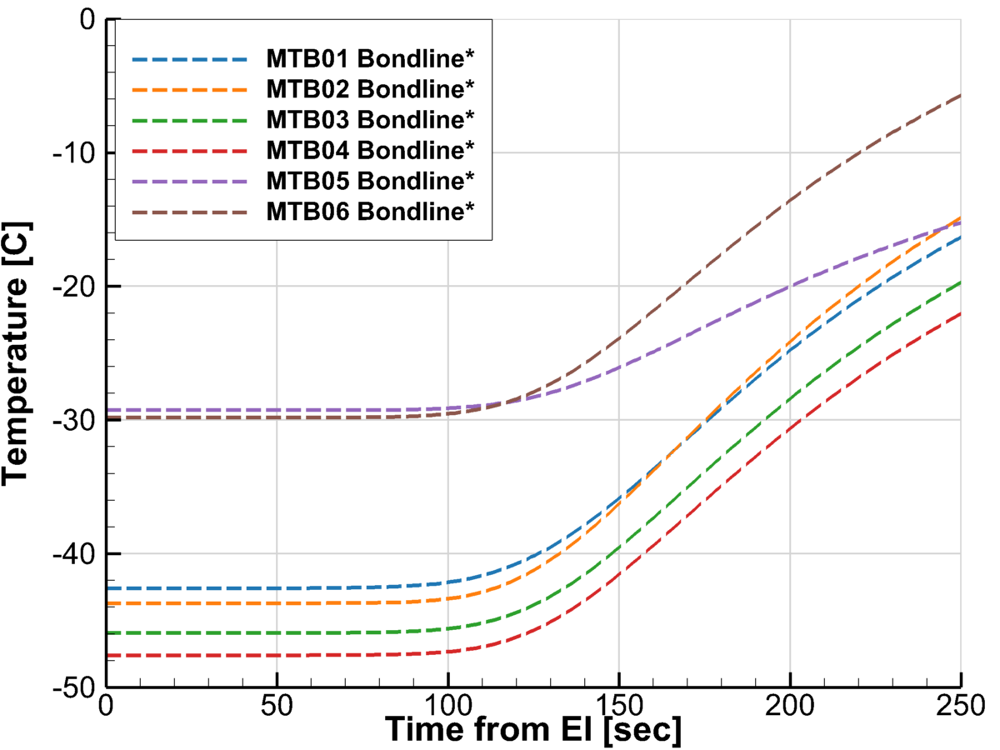 0
MTB01 Bondline*
MTB02 Bondline*
MTB03 Bondline*
MTB04 Bondline*
MTB05 Bondline*
MTB06 Bondline*
-10
-20
-30
-40
-50
Temperature [C]
0 50 100 150 200 250
Time from EI [sec]